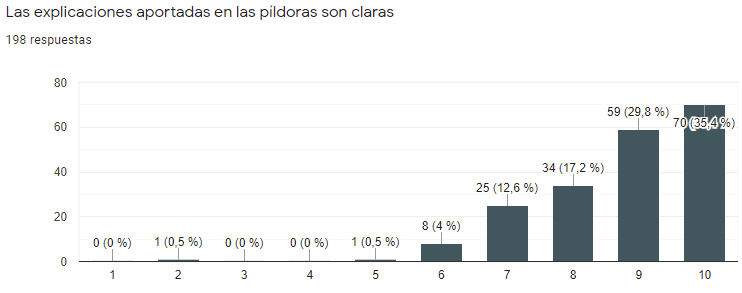 Las explicaciones aportadas en las píldoras son claras
198 respuestas
80
60
40
20
0
0 (0 %)
1 (0,5 %)
0 (0 %)
0 (0 %)
1 (0,5 %)
8 (4 %)
25 (12,6 %)
34 (17,2 %)
59 (29,8 %)
70 (35,4 %)
1 2 3 4 5 6 7 8 9 10